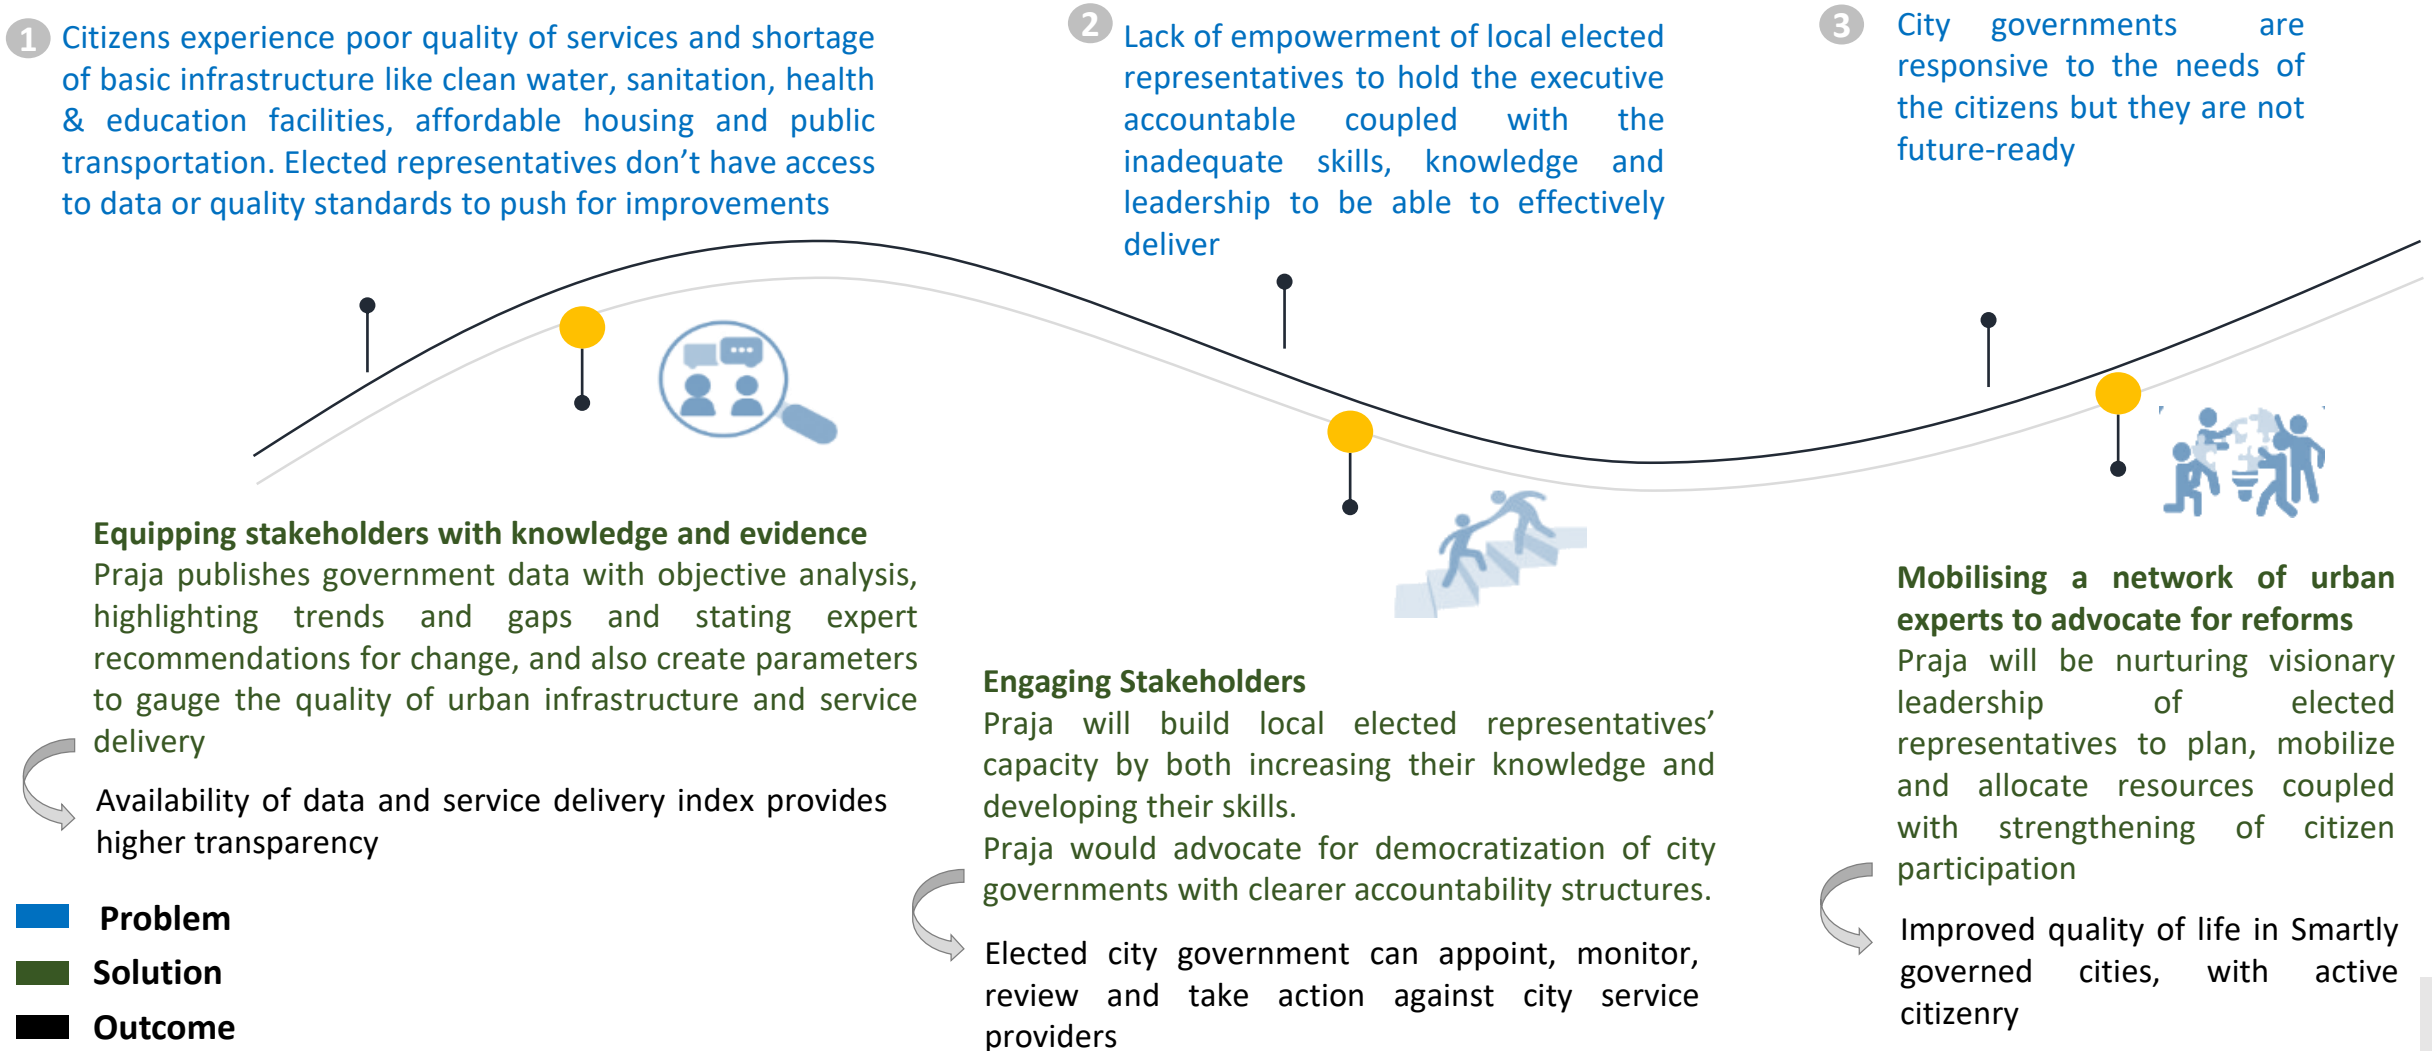 1
Citizens experience poor quality of services and shortage
of basic infrastructure like clean water, sanitation, health
& education facilities, affordable housing and public
transportation. Elected representatives don’t have access
to data or quality standards to push for improvements
2
Lack of empowerment of local elected
representatives to hold the executive
accountable coupled with the
inadequate skills, knowledge and
leadership to be able to effectively
deliver
3
City governments are
responsive to the needs of
the citizens but they are not
future-ready
Equipping stakeholders with knowledge and evidence
Praja publishes government data with objective analysis,
highlighting trends and gaps and stating expert
recommendations for change, and also create parameters
to gauge the quality of urban infrastructure and service
delivery
Availability of data and service delivery index provides
higher transparency
Engaging Stakeholders
Praja will build local elected representatives’
capacity by both increasing their knowledge and
developing their skills.
Praja would advocate for democratization of city
governments with clearer accountability structures.
Elected city government can appoint, monitor,
review and take action against city service
providers
Mobilising a network of urban
experts to advocate for reforms
Praja will be nurturing visionary
leadership of elected
representatives to plan, mobilize
and allocate resources coupled
with strengthening of citizen
participation
Improved quality of life in Smartly
governed cities, with active
citizenry
Problem
Solution
Outcome